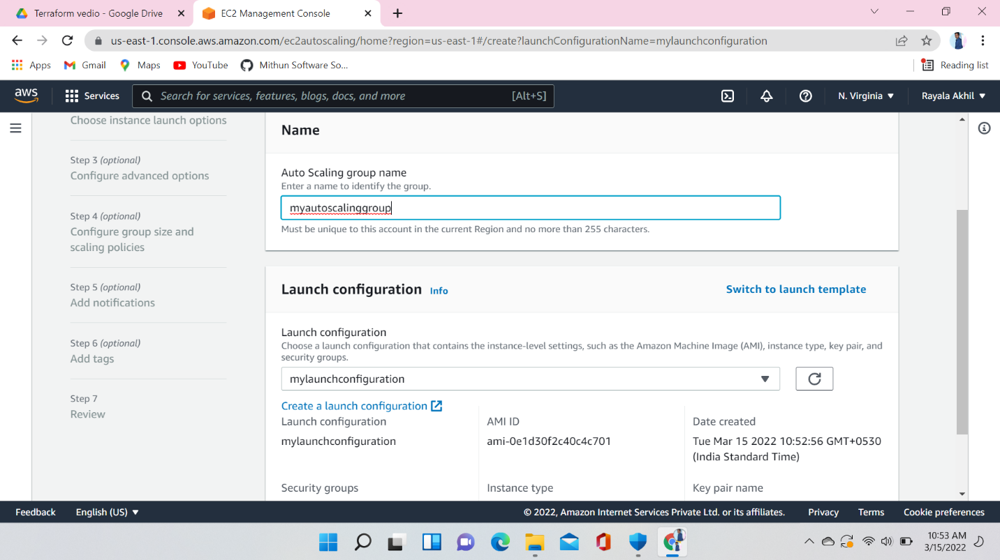 Terraform vedio - Google Drive
EC2 Management Console
us-east-1.console.aws.amazon.com/ec2autoscaling/home?region=us-east-1#/create?launchConfigurationName=mylaunchconfiguration
Apps
Gmail
Maps
YouTube
Mithun Software So...
Reading list
aws
Services
Search for services, features, blogs, docs, and more
[Alt+S]
N. Virginia
Rayala Akhil
Choose instance launch options
Step 3 (optional)
Configure advanced options
Step 4 (optional)
Configure group size and
scaling policies
Step 5 (optional)
Add notifications
Step 6 (optional)
Add tags
Step 7
Review
Name
Auto Scaling group name
Enter a name to identify the group.
myautoscalinggroup
Must be unique to this account in the current Region and no more than 255 characters.
Launch configuration Info
Switch to launch template
Launch configuration
Choose a launch configuration that contains the instance-level settings, such as the Amazon Machine Image (AMI), instance type, key pair, and
security groups.
mylaunchconfiguration
Create a launch configuration
Launch configuration
mylaunchconfiguration
AMI ID
ami-0e1d30f2c40c4c701
Date created
Tue Mar 15 2022 10:52:56 GMT+0530
(India Standard Time)
Security groups
Instance type
Key pair name
Feedback
English (US)
© 2022, Amazon Internet Services Private Ltd. or its affiliates.
Privacy
Terms
Cookie preferences
10:53 AM
3/15/2022